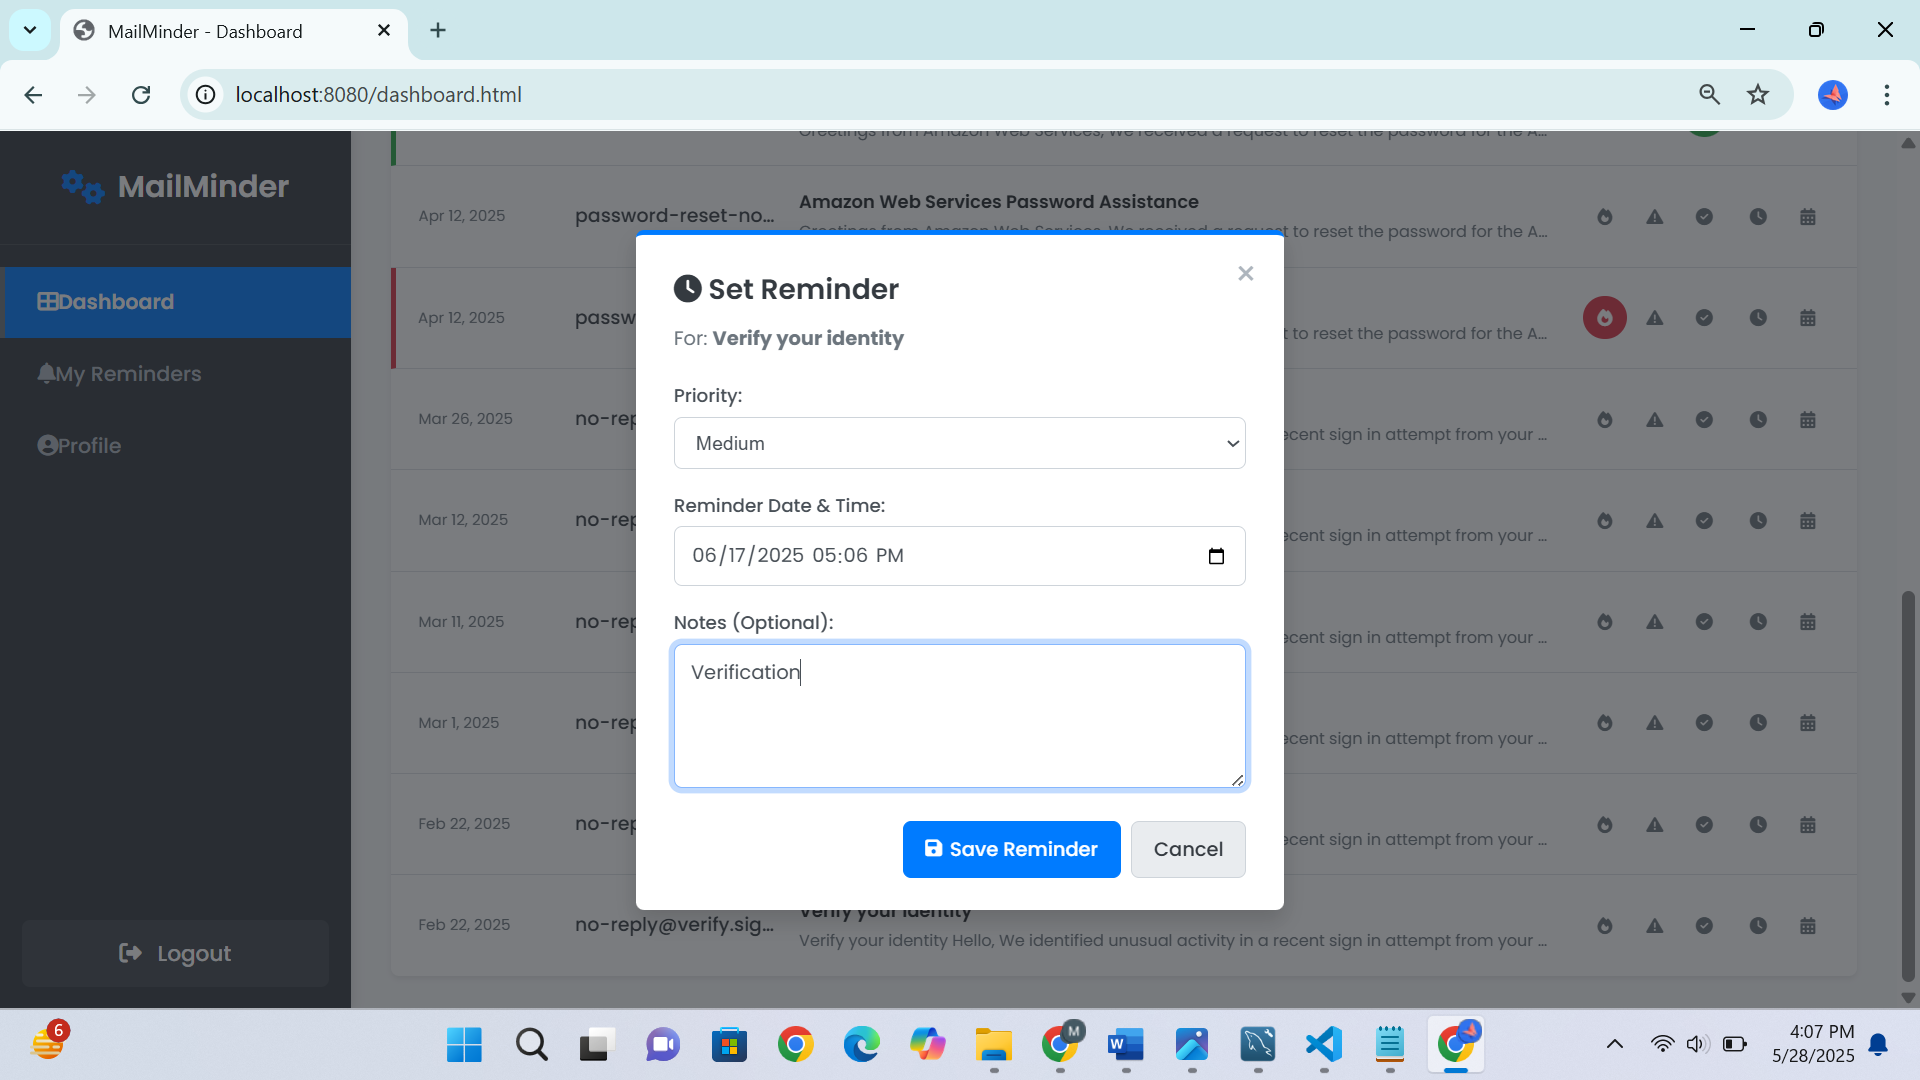 MailMinder - Dashboard
localhost:8080/dashboard.html
MailMinder
Dashboard
My Reminders
Profile
Logout
Greetings from Amazon Web Services, We received a request to reset the password for the A...
Apr 12, 2025
password-reset-no...
Amazon Web Services Password Assistance
Greetings from Amazon Web Services, We received a request to reset the password for the A...
Apr 12, 2025
passw
t to reset the password for the A...
Mar 26, 2025
no-rep
ecent sign in attempt from your ...
Mar 12, 2025
no-rep
ecent sign in attempt from your ...
Mar 11, 2025
no-rep
ecent sign in attempt from your ...
Mar 1, 2025
no-rep
ecent sign in attempt from your ...
Feb 22, 2025
no-rep
ecent sign in attempt from your ...
Feb 22, 2025
no-reply@verify.sig...
Verify your identity
Verify your identity Hello, We identified unusual activity in a recent sign in attempt from your ...
Set Reminder
For: Verify your identity
Priority:
Medium
Reminder Date & Time:
06/17/2025 05:06 PM
Notes (Optional):
Verification
Save Reminder
Cancel
6
M
W
4:07 PM
5/28/2025